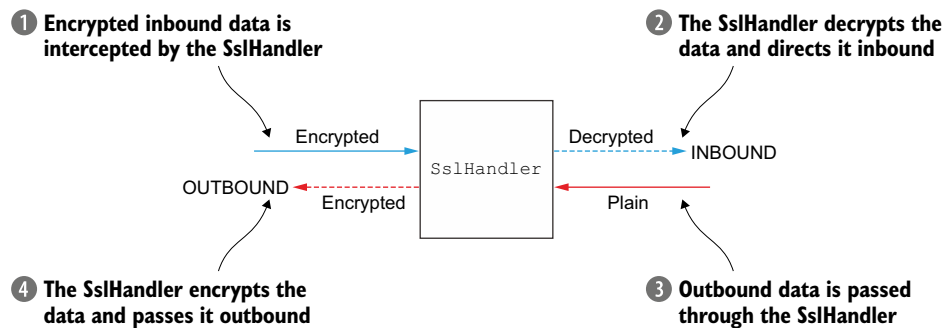 1 Encrypted inbound data is
intercepted by the SslHandler
2 The SslHandler decrypts the
data and directs it inbound
Encrypted
Decrypted
SslHandler
INBOUND
OUTBOUND
Encrypted
Plain
4 The SslHandler encrypts the
data and passes it outbound
3 Outbound data is passed
through the SslHandler